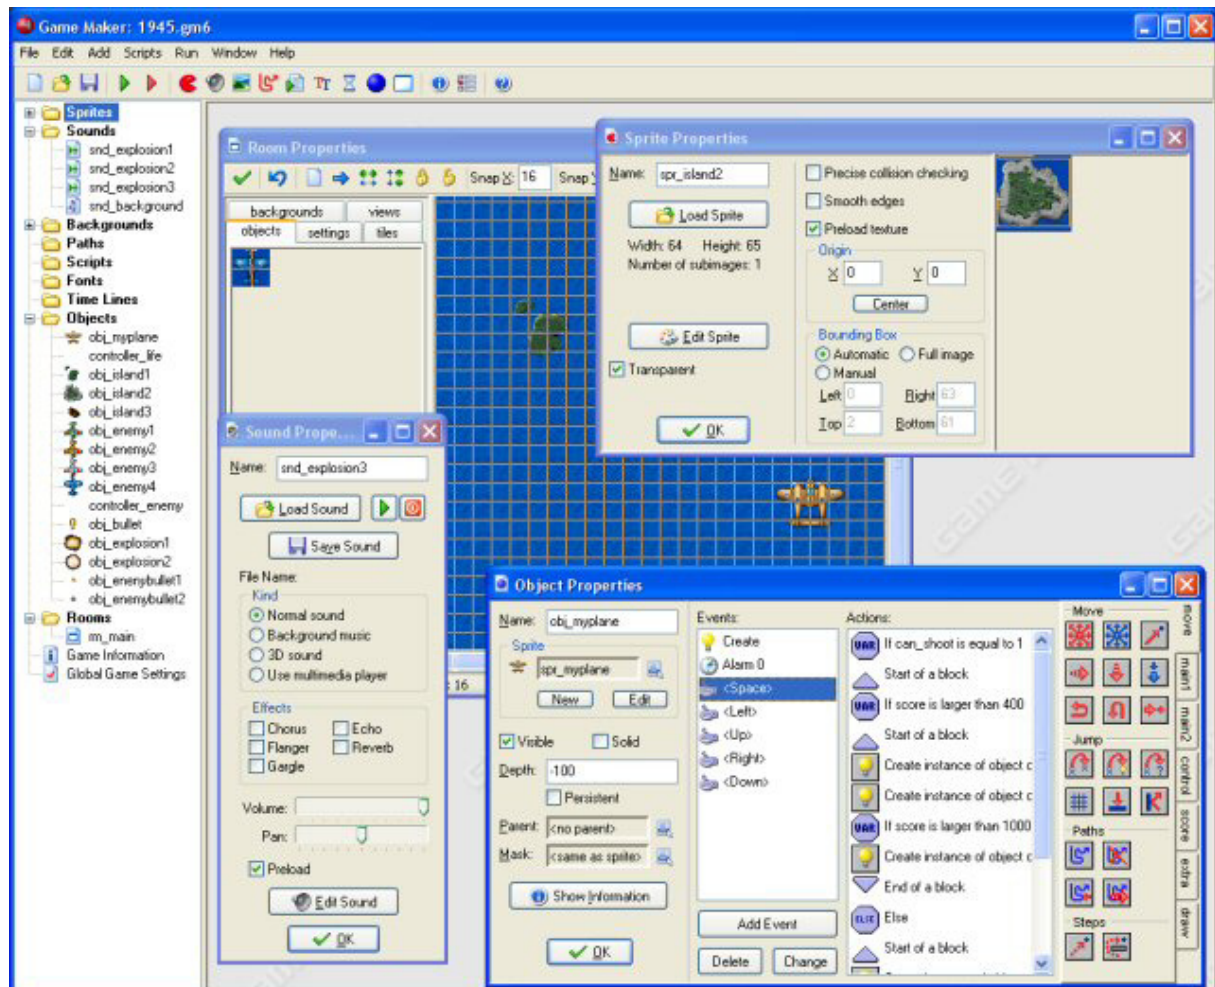 Game Maker: 1945.gm6
File Edit Add Scripts Run Window Help
Sprites
Sounds
snd_explosion1
snd_explosion2
snd_explosion3
snd_background
Backgrounds
Paths
Scripts
Fonts
Time Lines
Objects
obj_myplane
controller_life
obj_island1
obj_island2
obj_island3
obj_enemy1
obj_enemy2
obj_enemy3
obj_enemy4
controller_enemy
obj_bullet
obj_explosion1
obj_explosion2
obj_enenybullet1
obj_enemybullet2
Rooms
rm_main
Game Information
Global Game Settings
Room Properties
Snap X: 16 Snap Y
backgrounds views
objects settings tiles
: 16
Sprite Properties
Name: spr_island2
Load Sprite
Width: 64 Height: 65
Number of subimages: 1
Edit Sprite
Transparent
OK
Precise collision checking
Smooth edges
Preload texture
Origin
X 0 Y 0
Center
Bounding Box
Automatic Full image
Manual
Left 0 Right 63
Top 2 Bottom 61
Sound Prope...
Name: snd_explosion3
Load Sound
Save Sound
File Name:
Kind
Normal sound
Background music
3D sound
Use multimedia player
Effects
Chorus Echo
Flanger Reverb
Gargle
Volume:
Pan:
Preload
Edit Sound
OK
Object Properties
Name: obj_myplane
Sprite
spr_myplane
New Edit
Visible Solid
Depth: -100
Persistent
Parent: <no parent>
Mask: <same as sprite>
Show Information
OK
Events:
Create
Alarm 0
<Space>
<Left>
<Up>
<Right>
<Down>
Add Event
Delete Change
Actions:
VAR If can_shoot is equal to 1
Start of a block
VAR If score is larger than 400
Start of a block
Create instance of object c
Create instance of object c
VAR If score is larger than 1000
Create instance of object c
End of a block
ELSE Else
Start of a block
Move
Jump
Paths
Steps
move
main1
main2
control
score
extra
draw